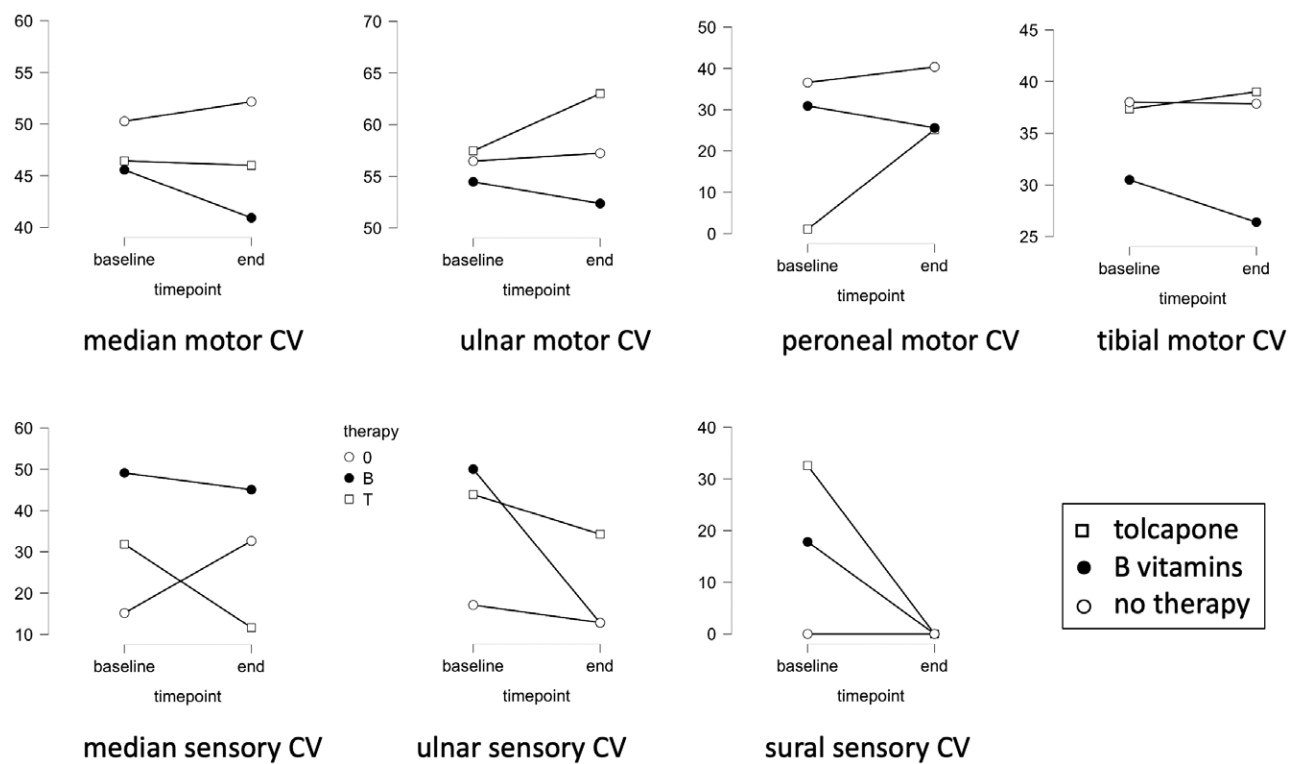 60
55
50
45
40
baseline
end
timepoint
median motor CV
70
65
60
55
50
baseline
end
timepoint
ulnar motor CV
50
40
30
20
10
0
baseline
end
timepoint
peroneal motor CV
45
40
35
30
25
baseline
end
timepoint
tibial motor CV
60
50
40
30
20
10
baseline
end
timepoint
median sensory CV
therapy
0
B
T
baseline
end
timepoint
ulnar sensory CV
40
30
20
10
0
baseline
end
timepoint
sural sensory CV
tolcapone
B vitamins
no therapy